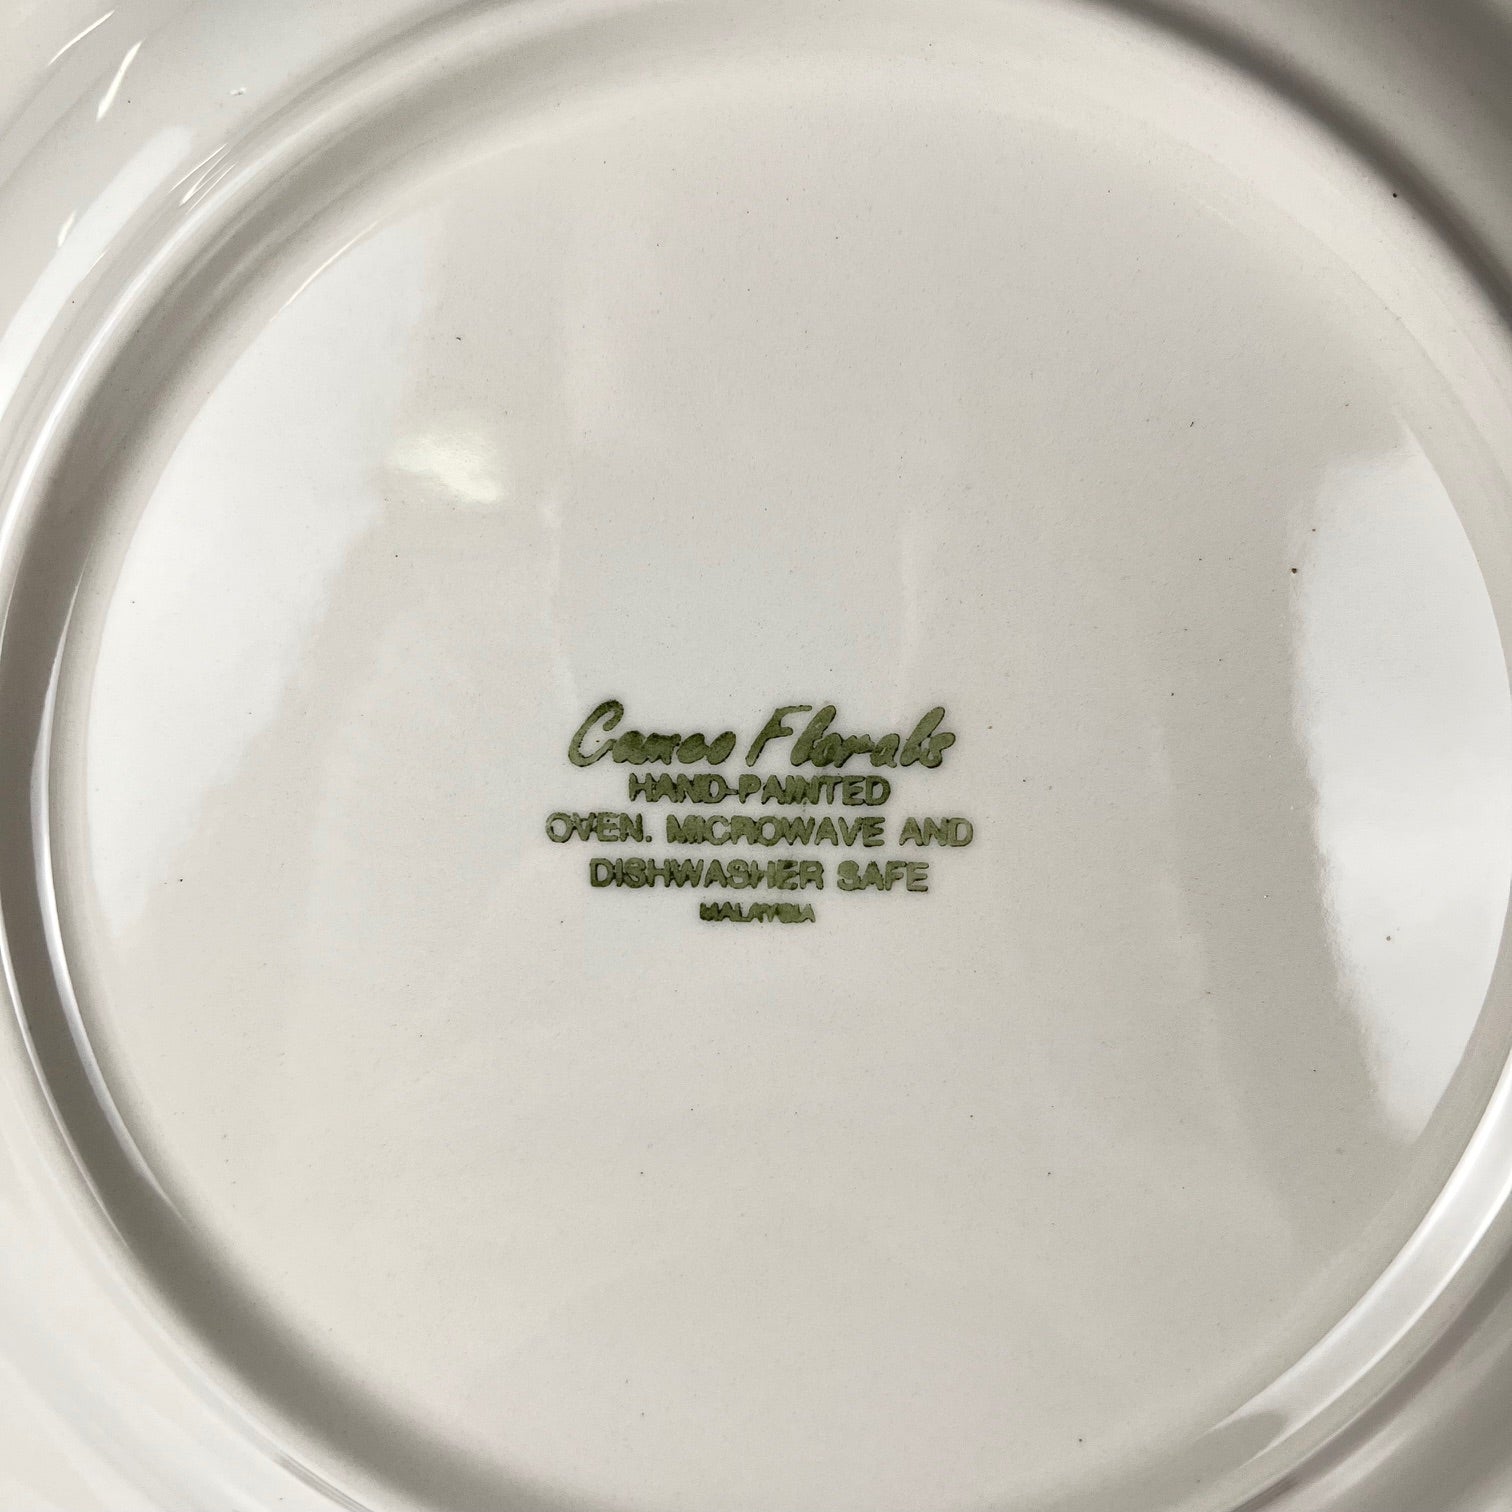 Cameo Florals
HAND-PAINTED
OVEN. MICROWAVE AND
DISHWASHER SAFE
MALAYSIA